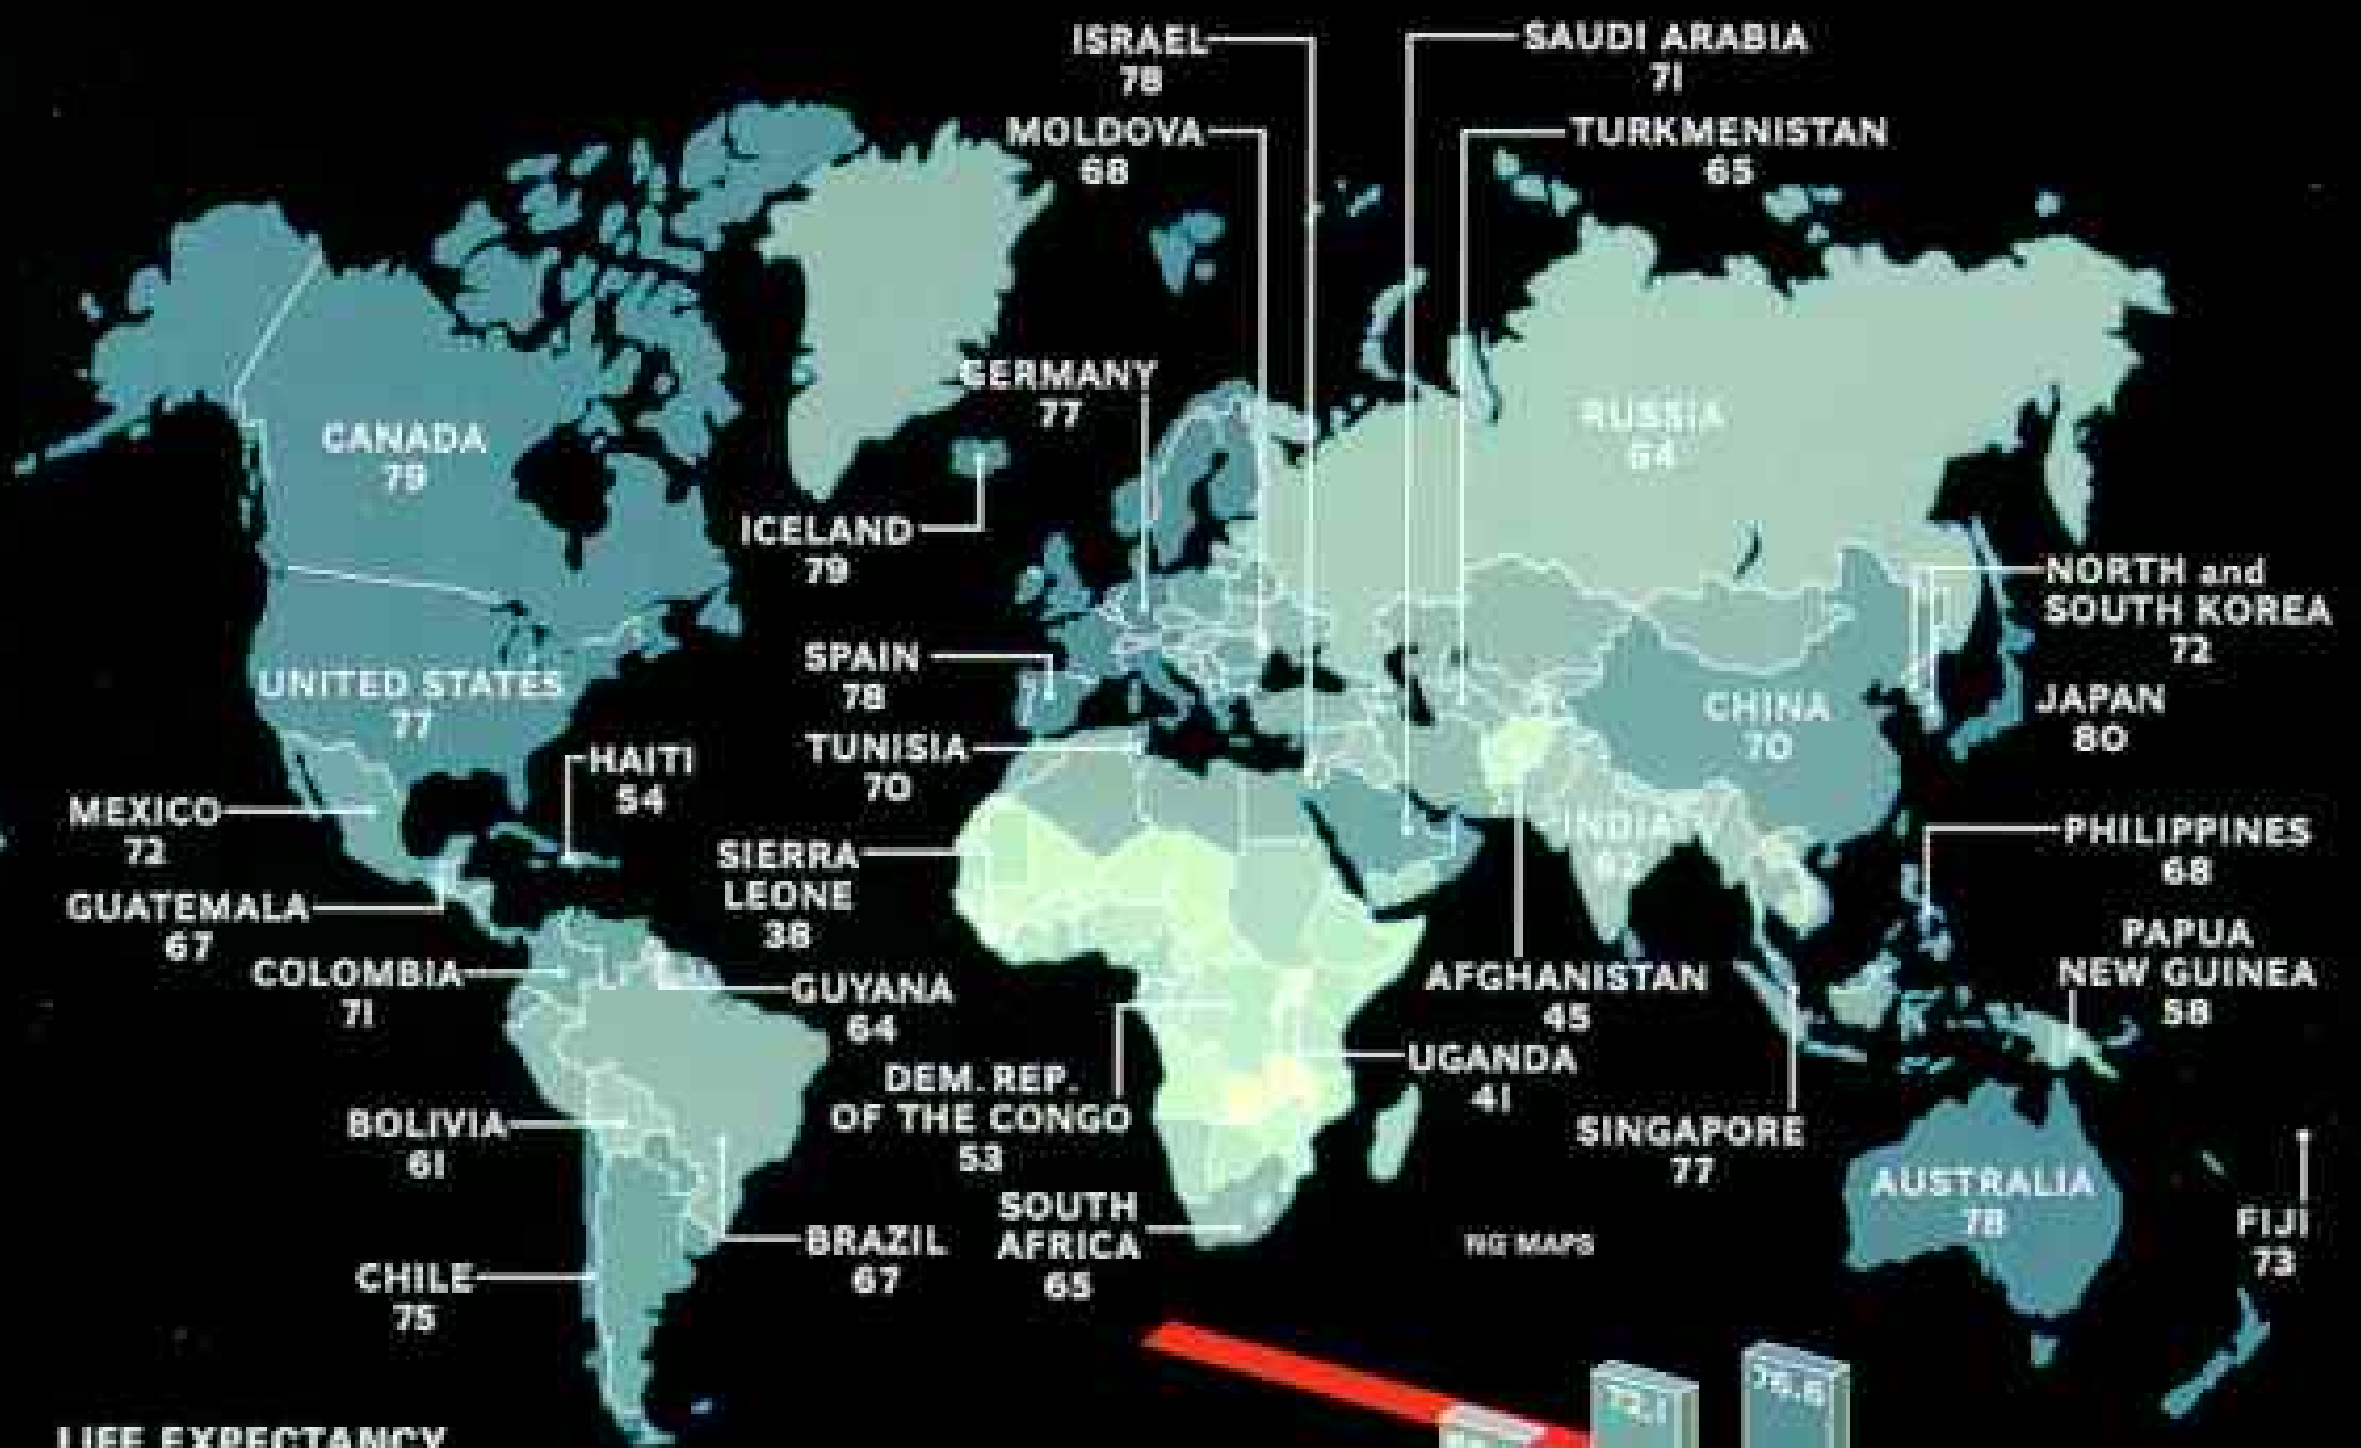 ISRAEL
78
SAUDI ARABIA
71
MOLDOVA
68
TURKMENISTAN
65
GERMANY
77
RUSSIA
64
CANADA
79
ICELAND
79
NORTH and
SOUTH KOREA
72
SPAIN
78
UNITED STATES
77
JAPAN
80
CHINA
70
TUNISIA
70
HAITI
54
MEXICO
72
INDIA
PHILIPPINES
68
SIERRA
LEONE
38
GUATEMALA
67
PAPUA
NEW GUINEA
58
COLOMBIA
71
GUYANA
64
AFGHANISTAN
45
UGANDA
41
DEM. REP.
OF THE CONGO
53
BOLIVIA
61
SINGAPORE
77
AUSTRALIA
78
SOUTH
AFRICA
65
FIJI
73
BRAZIL
67
NG MAPS
CHILE
75
72.1
76.6
LIFE EXPECTANCY